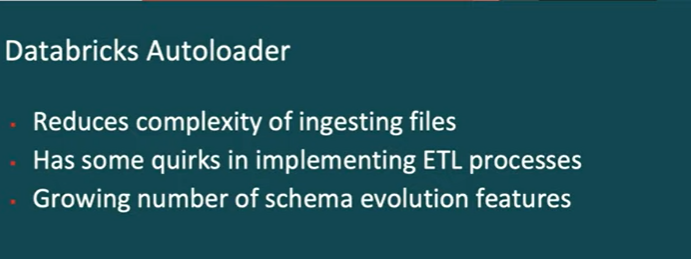 Databricks Autoloader
Reduces complexity of ingesting files
Has some quirks in implementing ETL processes
Growing number of schema evolution features